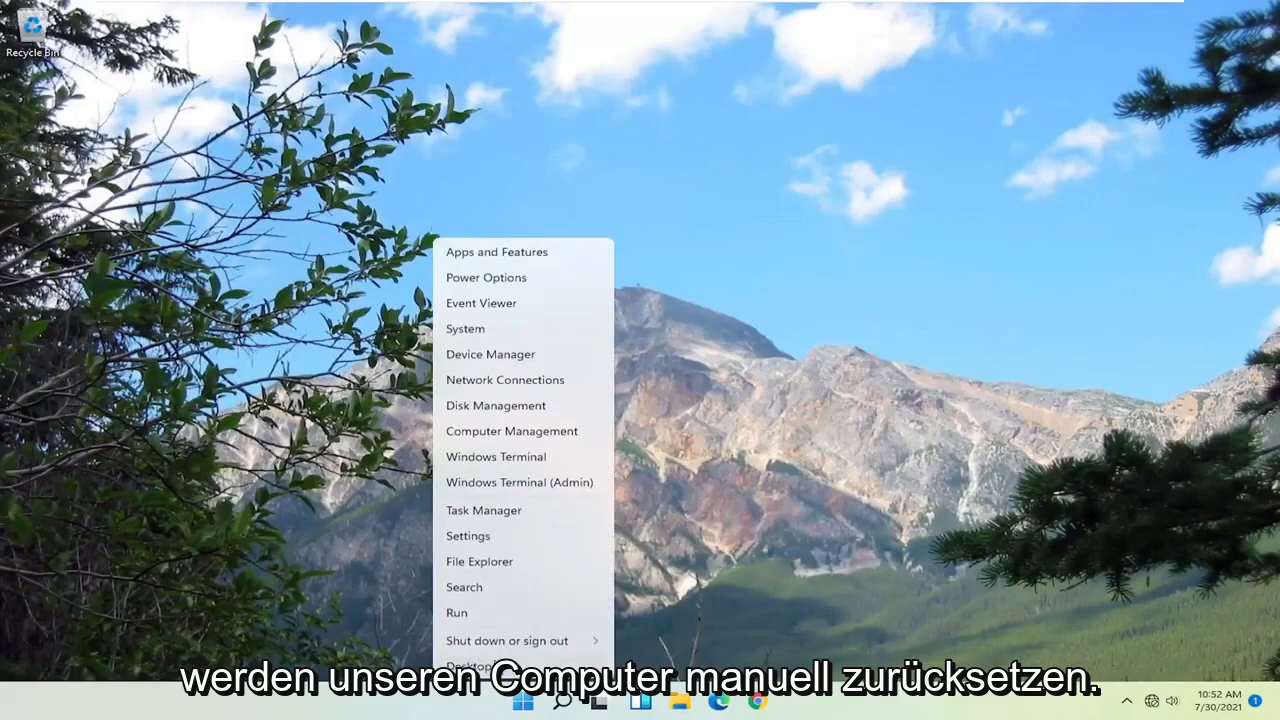 Recycle Bin
Apps and Features
Power Options
Event Viewer
System
Device Manager
Network Connections
Disk Management
Computer Management
Windows Terminal
Windows Terminal (Admin)
Task Manager
Settings
File Explorer
Search
Run
Shut down or sign out
Desktop
werden unseren Computer manuell zurücksetzen.
10:52 AM
7/30/2021
1